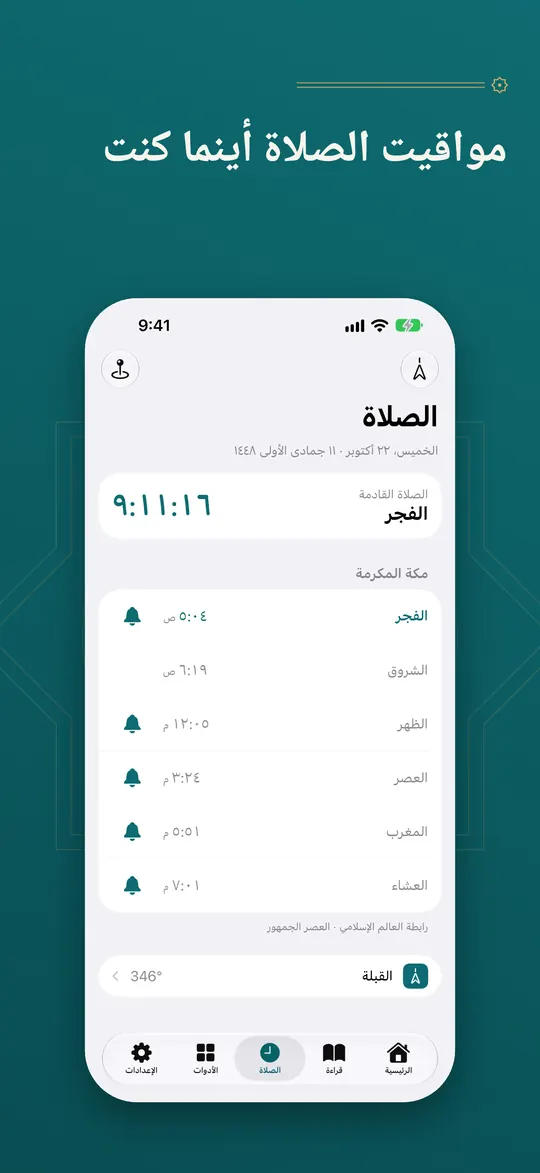 مواقيت الصلاة أينما كنت
9:41
الصلاة
الخميس، ٢٢ أكتوبر · ١١ جمادى الأولى ١٤٤٨
الصلاة القادمة
الفجر
٩:١١:١٦
مكة المكرمة
الفجر ٥:٠٤ ص
الشروق ٦:١٩ ص
الظهر ١٢:٠٥ م
العصر ٣:٢٤ م
المغرب ٥:٥١ م
العشاء ٧:٠١ م
رابطة العالم الإسلامي · العصر الجمهور
القبلة 346°
الرئيسية قراءة الصلاة الأدوات الإعدادات